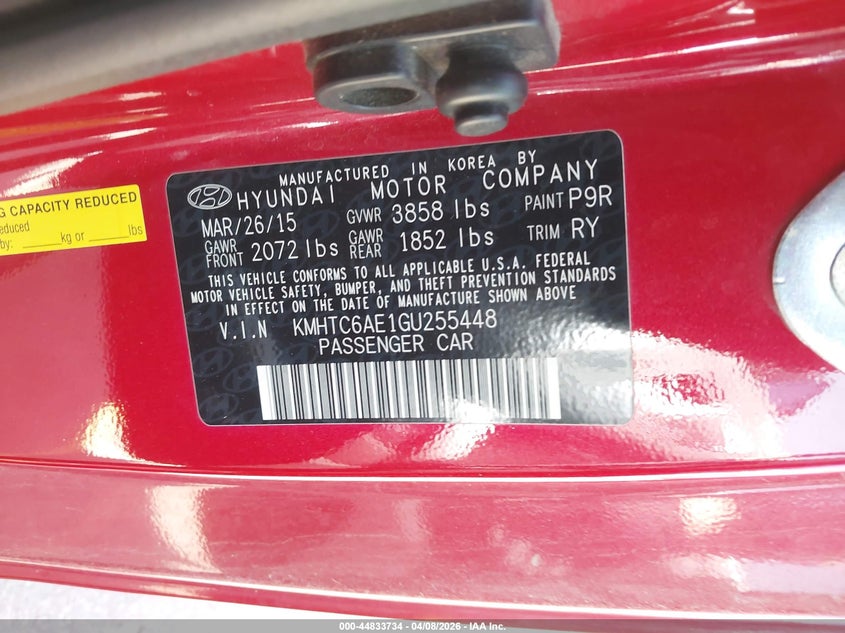 MANUFACTURED IN KOREA BY
HYUNDAI MOTOR COMPANY
MAR/26/15 GVWR 3858 lbs PAINT P9R
GAWR FRONT 2072 lbs GAWR REAR 1852 lbs TRIM RY
THIS VEHICLE CONFORMS TO ALL APPLICABLE U.S.A. FEDERAL
MOTOR VEHICLE SAFETY, BUMPER, AND THEFT PREVENTION STANDARDS
IN EFFECT ON THE DATE OF MANUFACTURE SHOWN ABOVE
V.I.N KMHTC6AE1GU255448
PASSENGER CAR
G CAPACITY REDUCED
reduced
by: ______kg or ______lbs
000-44833734 - 04/08/2026 - IAA Inc.